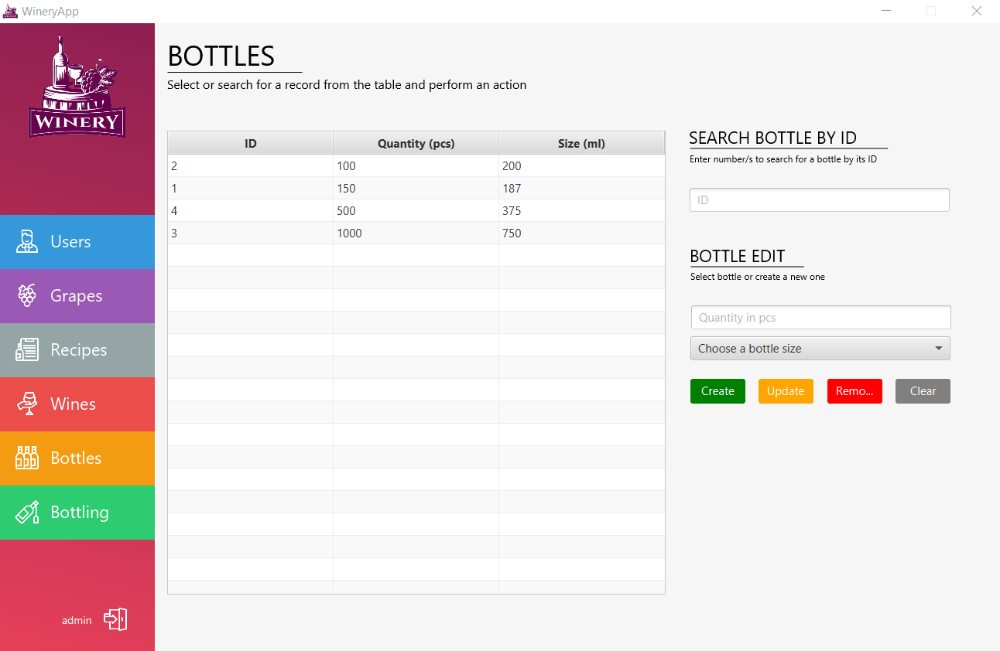 WineryApp
WINERY
Users
Grapes
Recipes
Wines
Bottles
Bottling
admin
BOTTLES
Select or search for a record from the table and perform an action
ID Quantity (pcs) Size (ml)
2 100 200
1 150 187
4 500 375
3 1000 750
SEARCH BOTTLE BY ID
Enter number/s to search for a bottle by its ID
ID
BOTTLE EDIT
Select bottle or create a new one
Quantity in pcs
Choose a bottle size
Create Update Remo... Clear